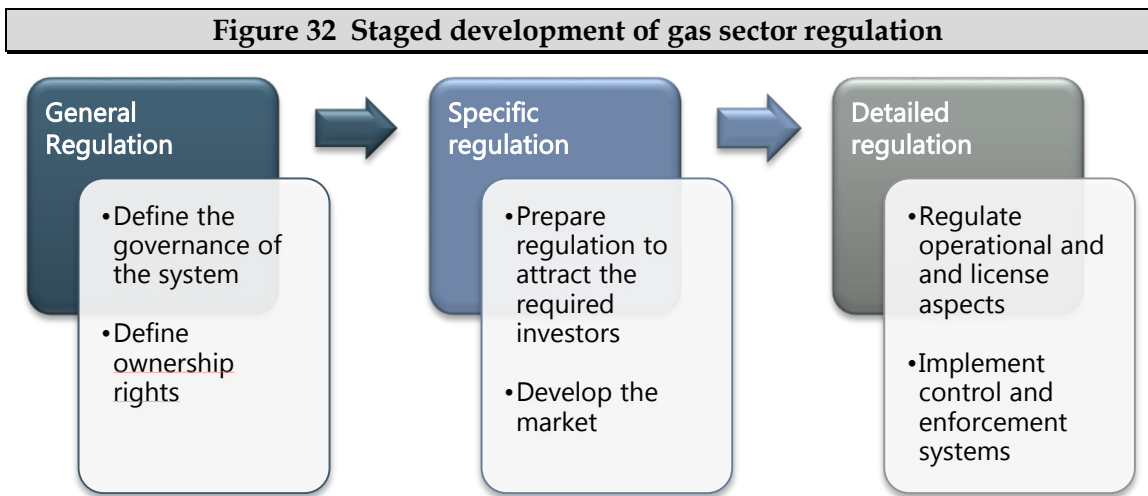 Figure 32 Staged development of gas sector regulation
General
Regulation
•Define the
governance of
the system
•Define
ownership
rights
Specific
regulation
•Prepare
regulation to
attract the
required
investors
•Develop the
market
Detailed
regulation
•Regulate
operational and
and license
aspects
•Implement
control and
enforcement
systems